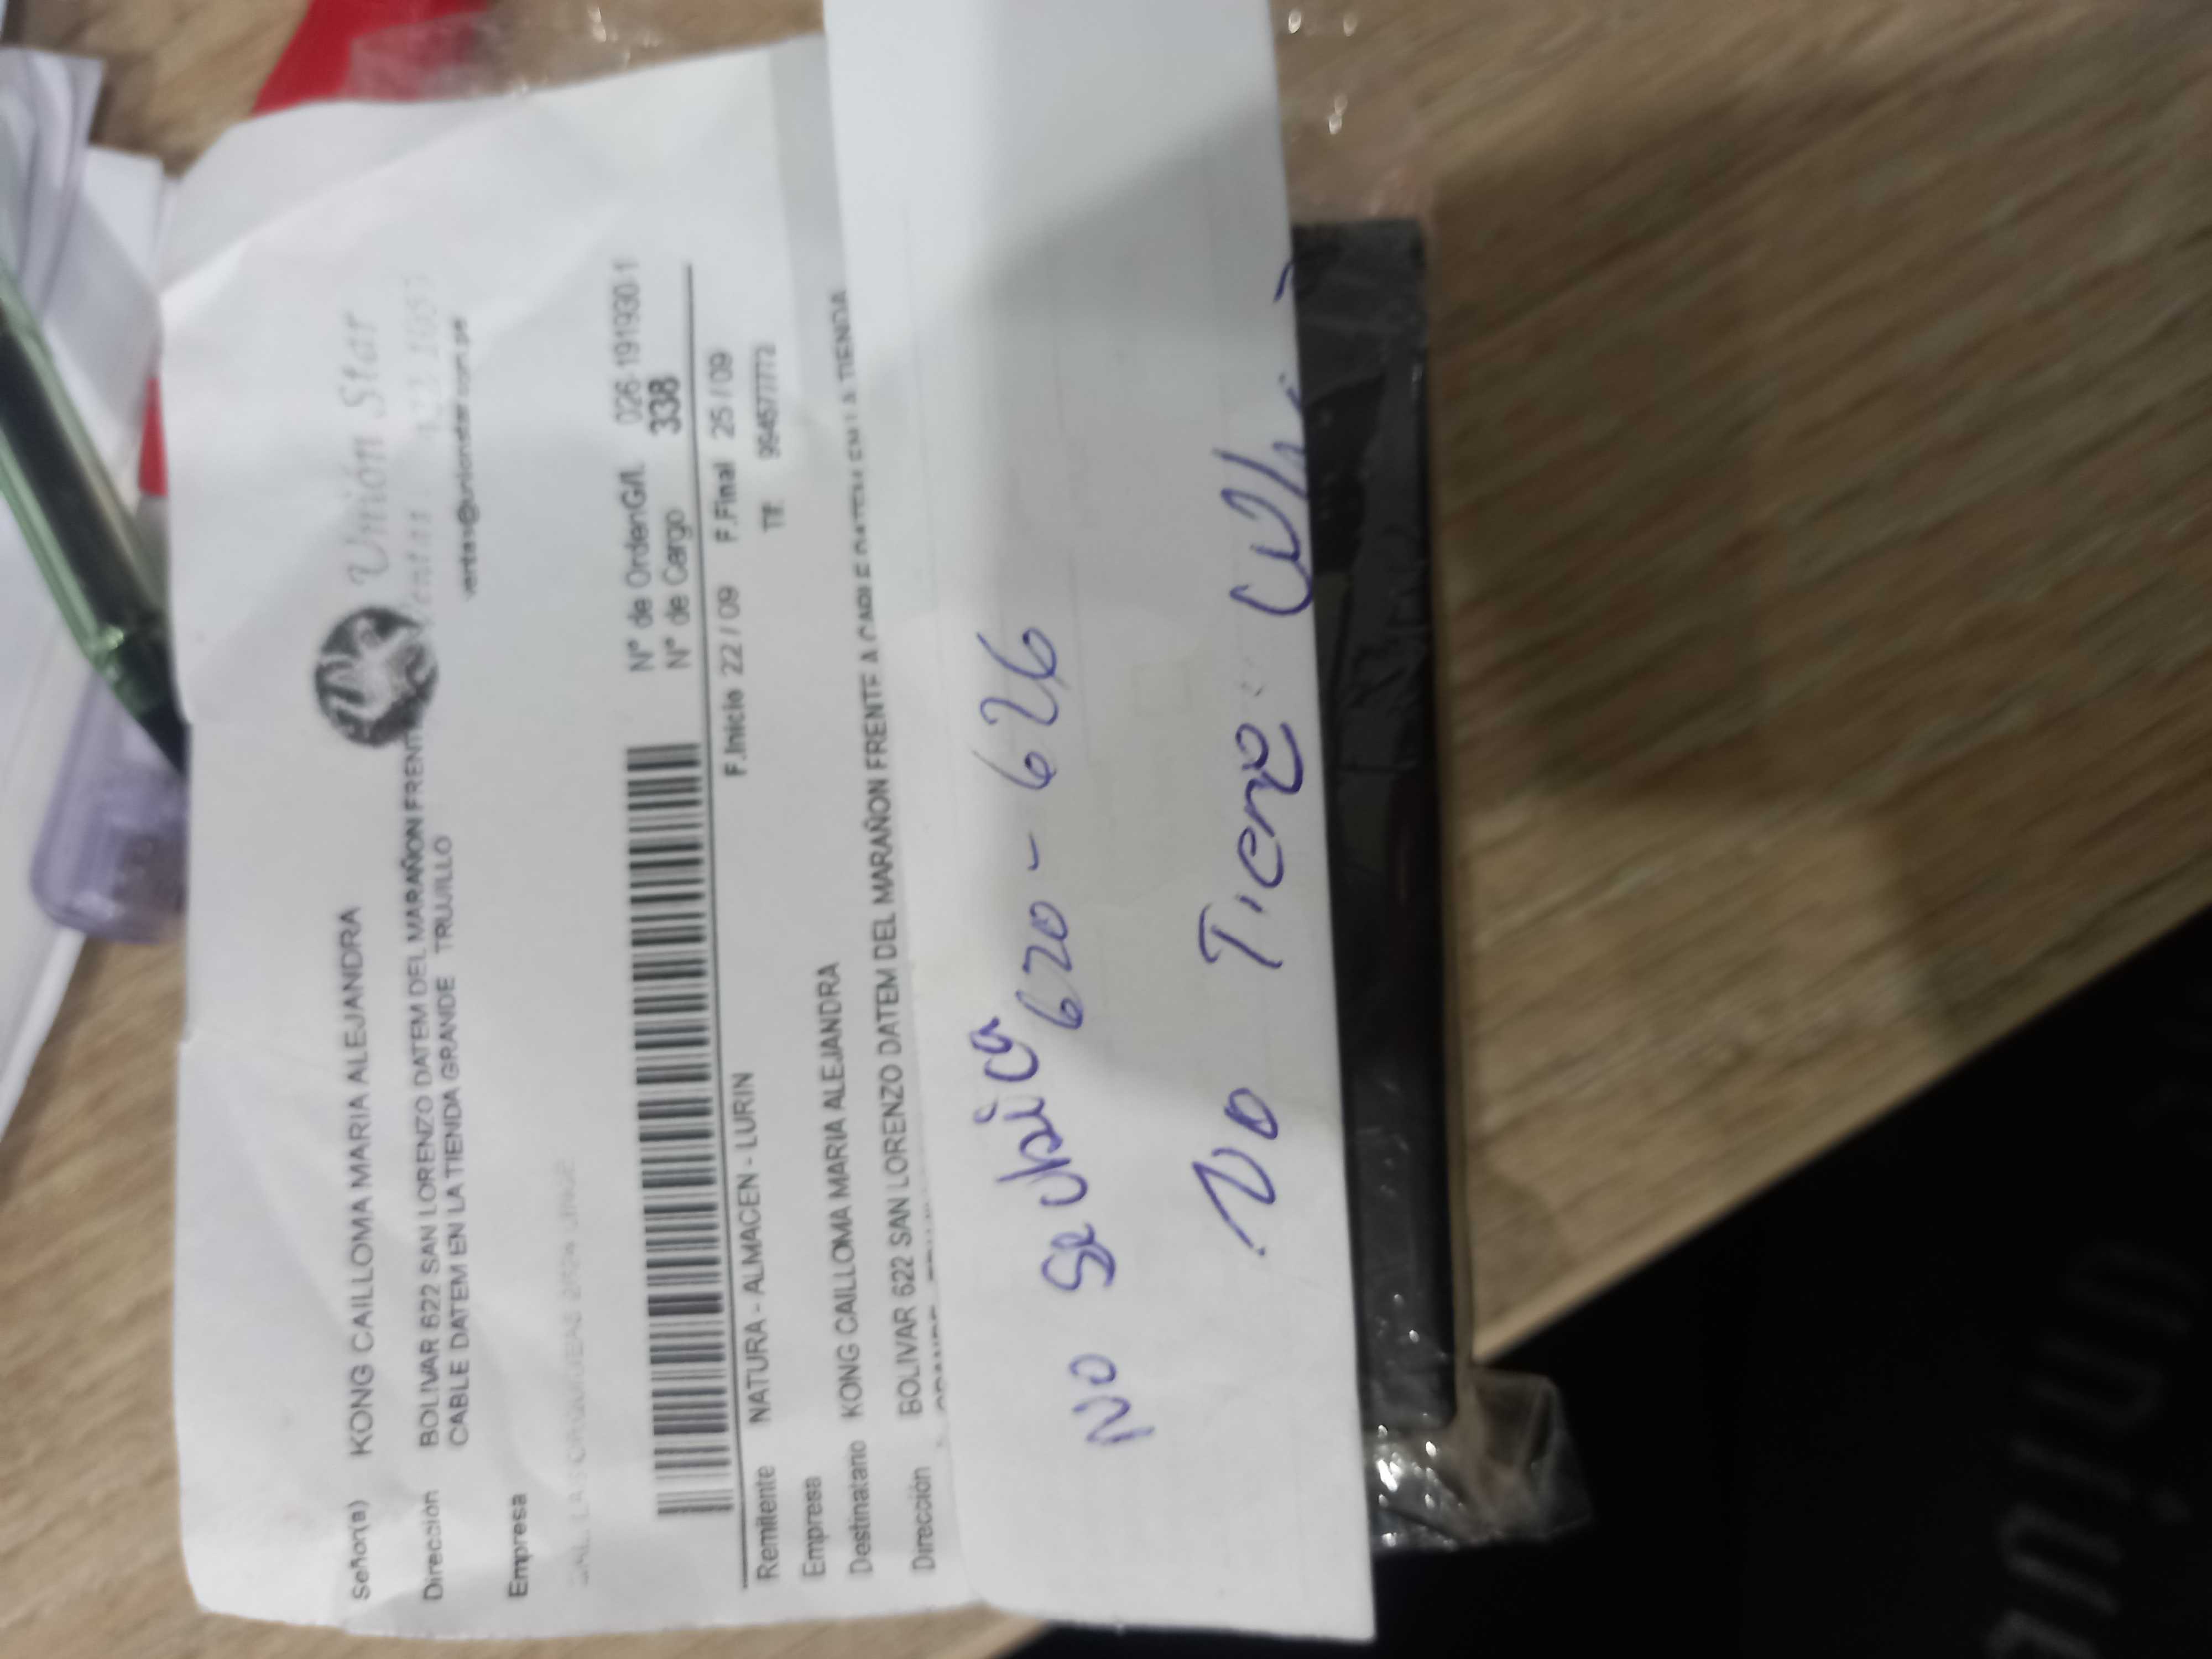 Unión Star
ventas@unionstar.com.pe
Señor(a) KONG CAILLOMA MARIA ALEJANDRA
Dirección BOLIVAR 622 SAN LORENZO DATEM DEL MARAÑON FRENTE
CABLE DATEM EN LA TIENDA GRANDE TRUJILLO
Empresa
N° de OrdenG/I. 026-1919301
N° de Cargo 338
F.Inicio 22 / 09 F.Final 25 / 09
Remitente NATURA - ALMACEN - LURIN
Tlf
Empresa
Destinatario KONG CAILLOMA MARIA ALEJANDRA
Dirección BOLIVAR 622 SAN LORENZO DATEM DEL MARAÑON FRENTE A CABLE DATEM EN LA TIENDA
No se ubica
620 - 626
No Tiene